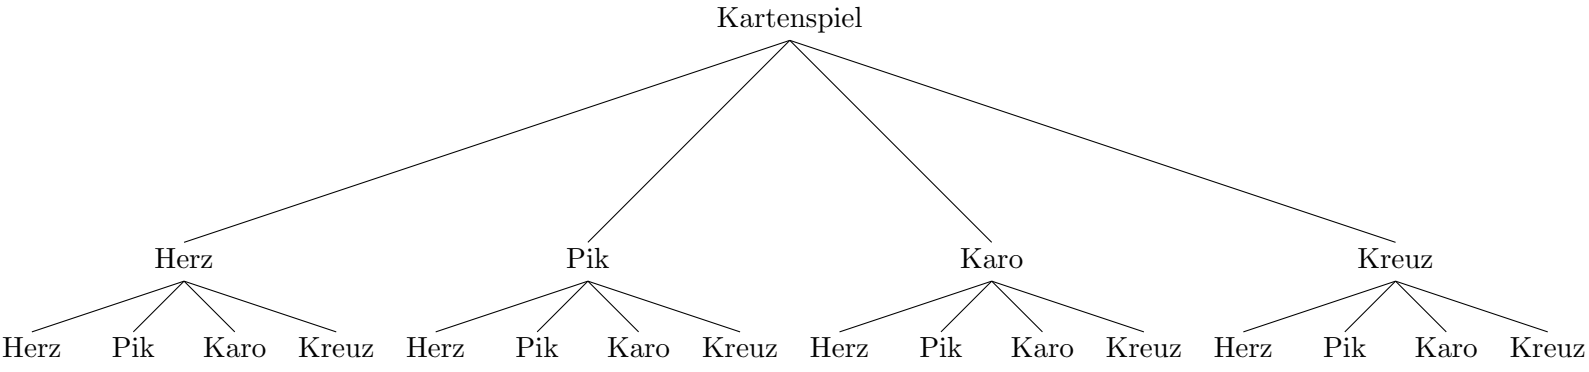 Kartenspiel
Herz Pik Karo Kreuz
Herz Pik Karo Kreuz Herz Pik Karo Kreuz Herz Pik Karo Kreuz Herz Pik Karo Kreuz